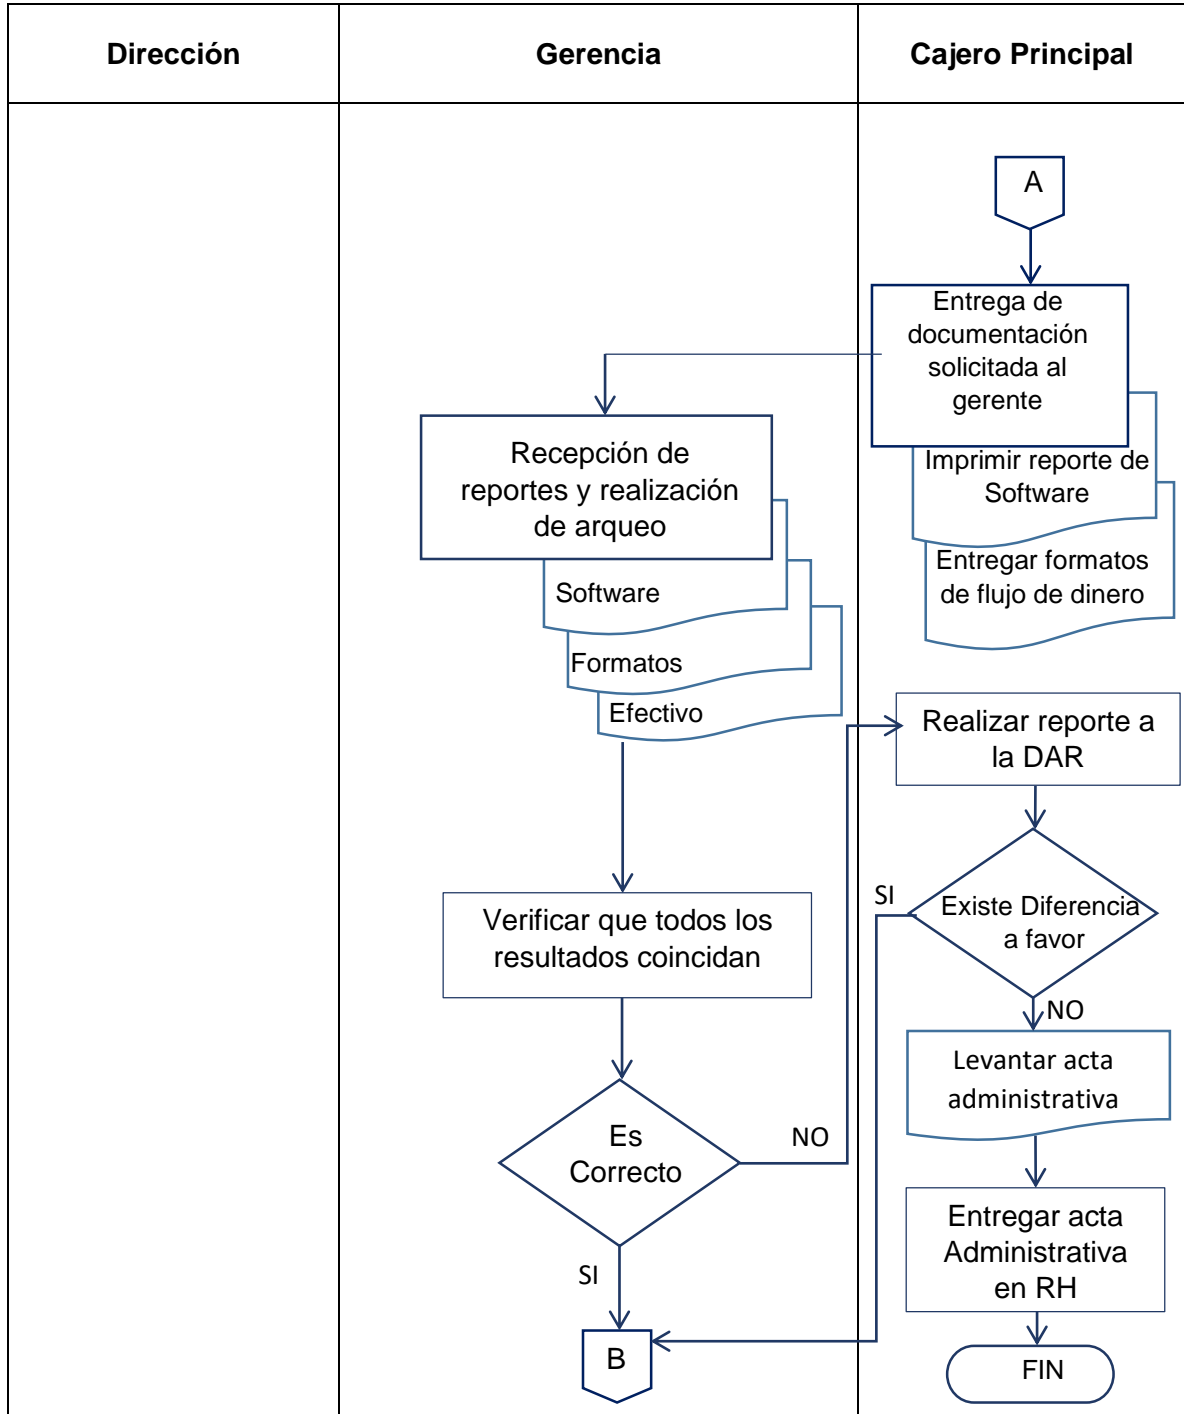 Dirección
Gerencia
Cajero Principal
A
Entrega de
documentación
solicitada al
gerente
Imprimir reporte de
Software
Entregar formatos
de flujo de dinero
Recepción de
reportes y realización
de arqueo
Software
Formatos
Efectivo
Realizar reporte a
la DAR
Verificar que todos los
resultados coincidan
SI
Existe Diferencia
a favor
NO
Levantar acta
administrativa
Es
Correcto
NO
Entregar acta
Administrativa
en RH
SI
B
FIN